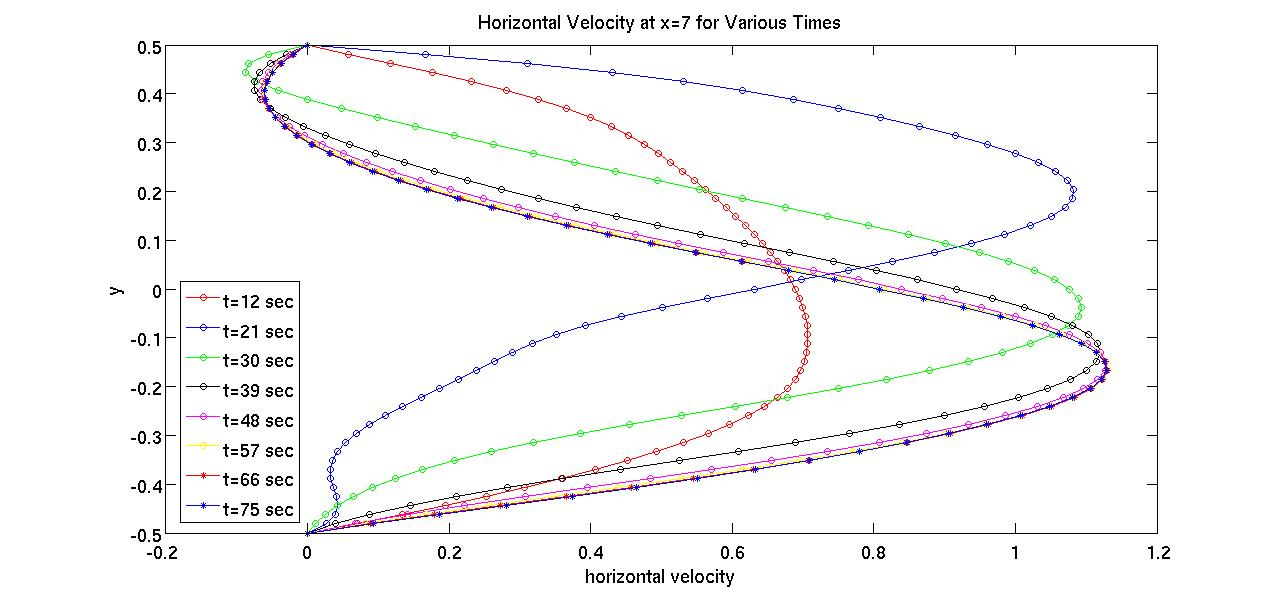 Horizontal Velocity at x=7 for Various Times
0.5
0.4
0.3
0.2
0.1
0
-0.1
-0.2
-0.3
-0.4
-0.5
y
t=12 sec
t=21 sec
t=30 sec
t=39 sec
t=48 sec
t=57 sec
t=66 sec
t=75 sec
-0.2 0 0.2 0.4 0.6 0.8 1 1.2
horizontal velocity